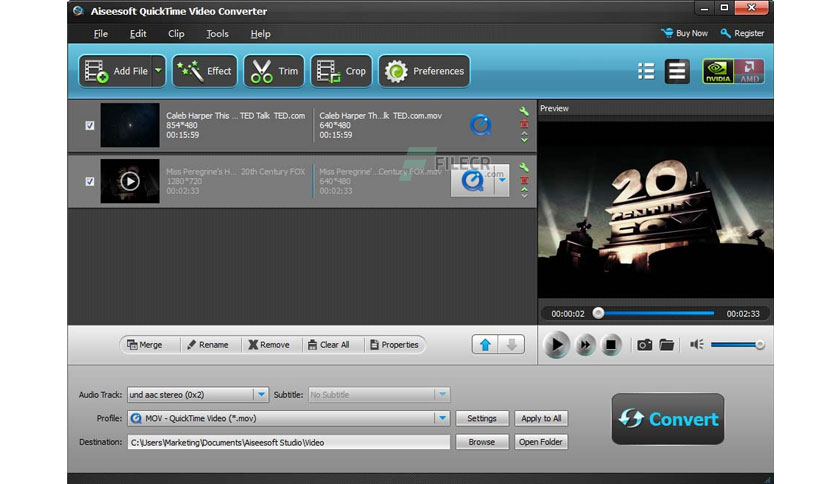 Aiseesoft QuickTime Video Converter
File Edit Clip Tools Help Buy Now Register
Add File Effect Trim Crop Preferences NVIDIA AMD
Preview
Caleb Harper This ... TED Talk TED.com Caleb Harper Th...lk TED.com.mov
854*480 640*480
00:15:59 00:15:59
FILECR
.com
Miss Peregrine's H... 20th Century FOX Miss Peregrine'... Century FOX.mov
1280*720 640*480
00:02:33 00:02:33
20
CENTURY
FOX
00:00:02 00:02:33
Merge Rename Remove Clear All Properties
Audio Track: und aac stereo (0x2) Subtitle: No Subtitle
Profile: MOV - QuickTime Video (*.mov) Settings Apply to All
Destination: C:\Users\Marketing\Documents\Aiseesoft Studio\Video Browse Open Folder
Convert